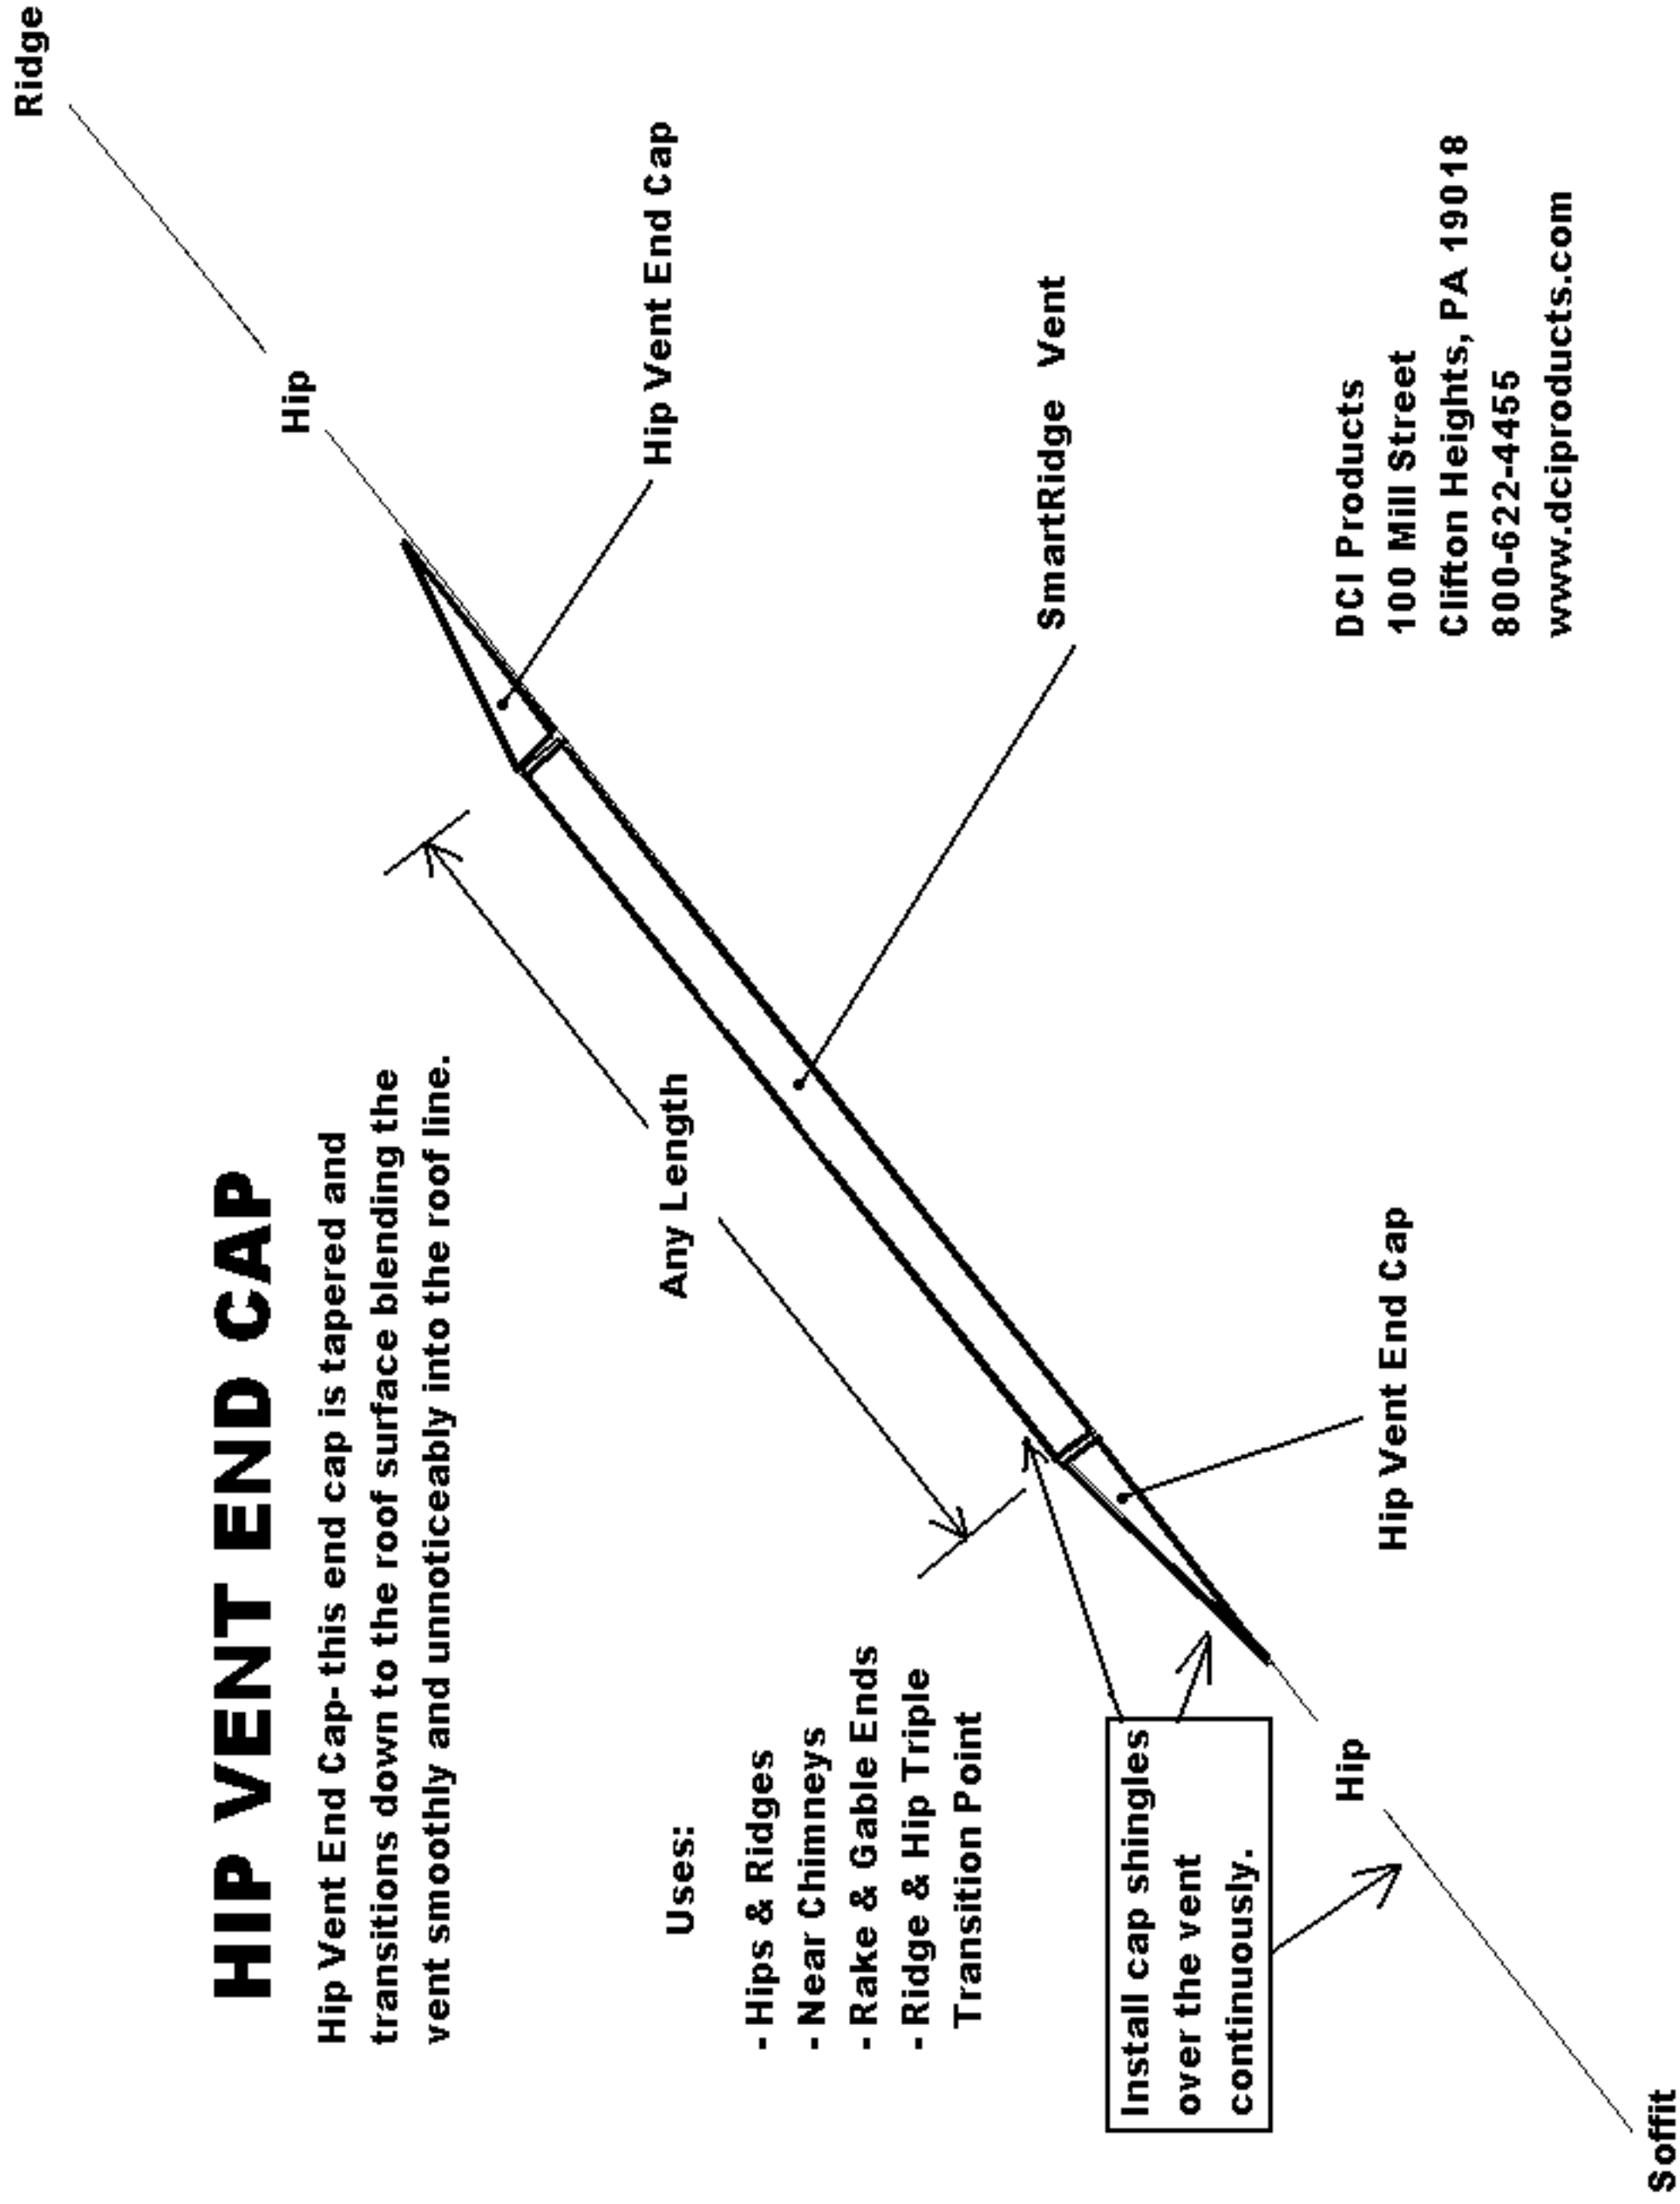 HIP VENT END CAP
Hip Vent End Cap- this end cap is tapered and
transitions down to the roof surface blending the
vent smoothly and unnoticeably into the roof line.
Ridge
Hip
Hip Vent End Cap
Any Length
SmartRidge Vent
Uses:
- Hips & Ridges
- Near Chimneys
- Rake & Gable Ends
- Ridge & Hip Triple
Transition Point
Install cap shingles
over the vent
continuously.
Hip Vent End Cap
Hip
Soffit
DCI Products
100 Mill Street
Clifton Heights, PA 19018
800-622-4455
www.dciproducts.com